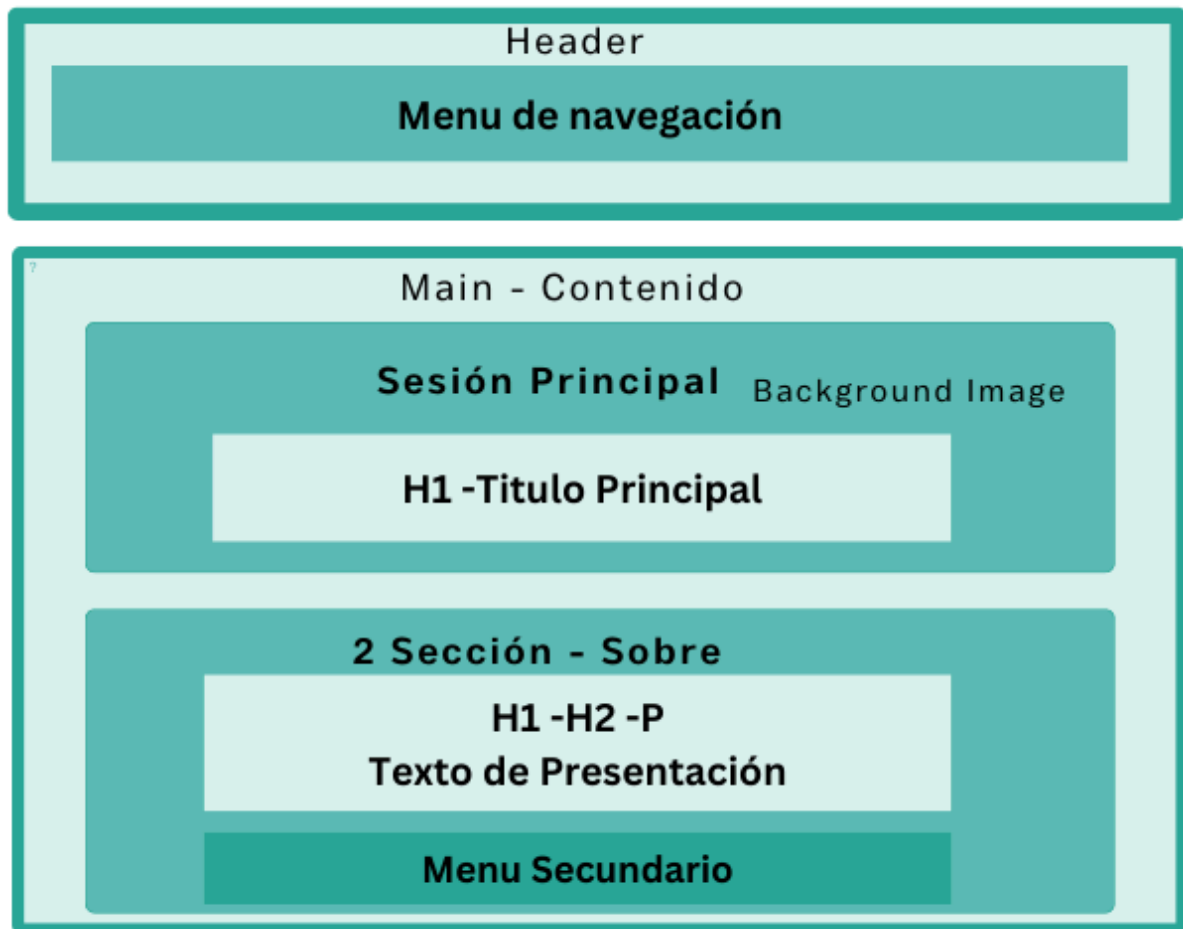 Header
Menu de navegación
?
Main - Contenido
Sesión Principal
Background Image
H1 -Titulo Principal
2 Sección - Sobre
H1 -H2 -P
Texto de Presentación
Menu Secundario